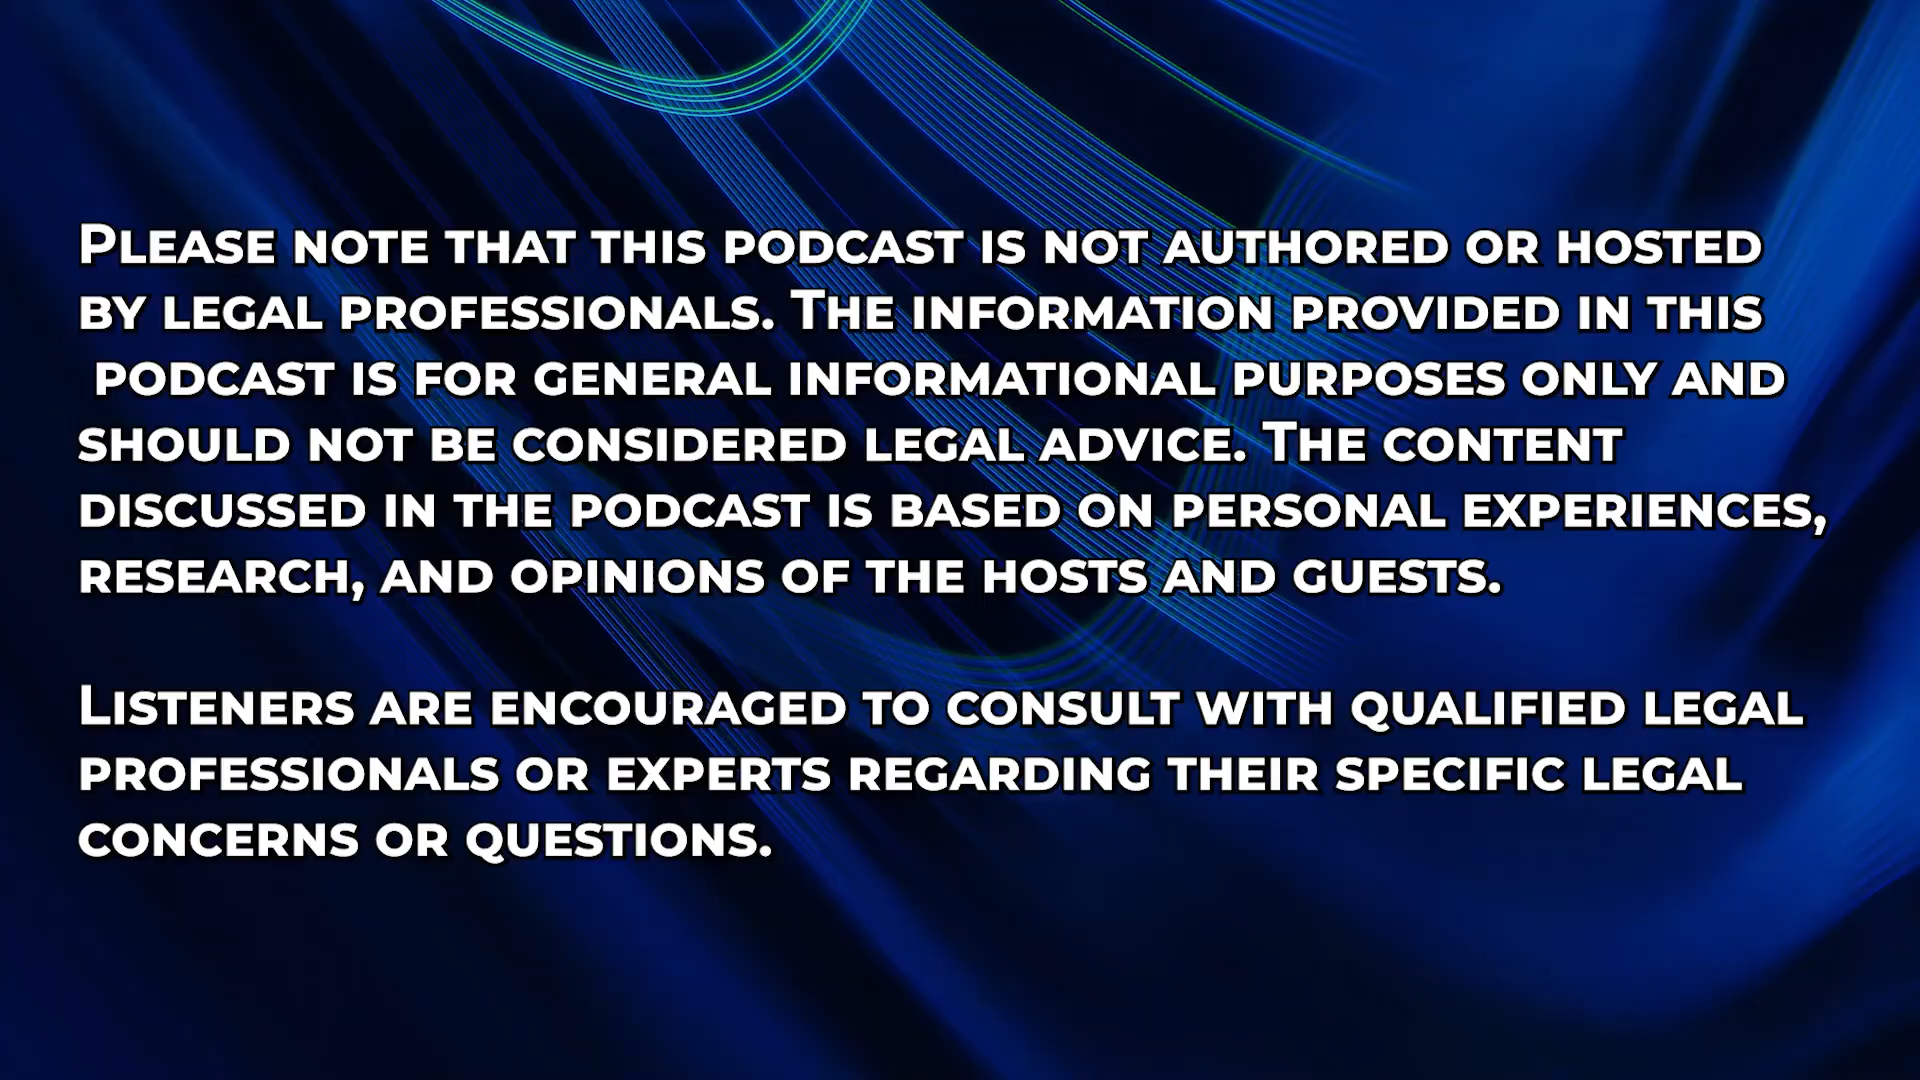 Please note that this podcast is not authored or hosted
by legal professionals. The information provided in this
podcast is for general informational purposes only and
should not be considered legal advice. The content
discussed in the podcast is based on personal experiences,
research, and opinions of the hosts and guests.
Listeners are encouraged to consult with qualified legal
professionals or experts regarding their specific legal
concerns or questions.